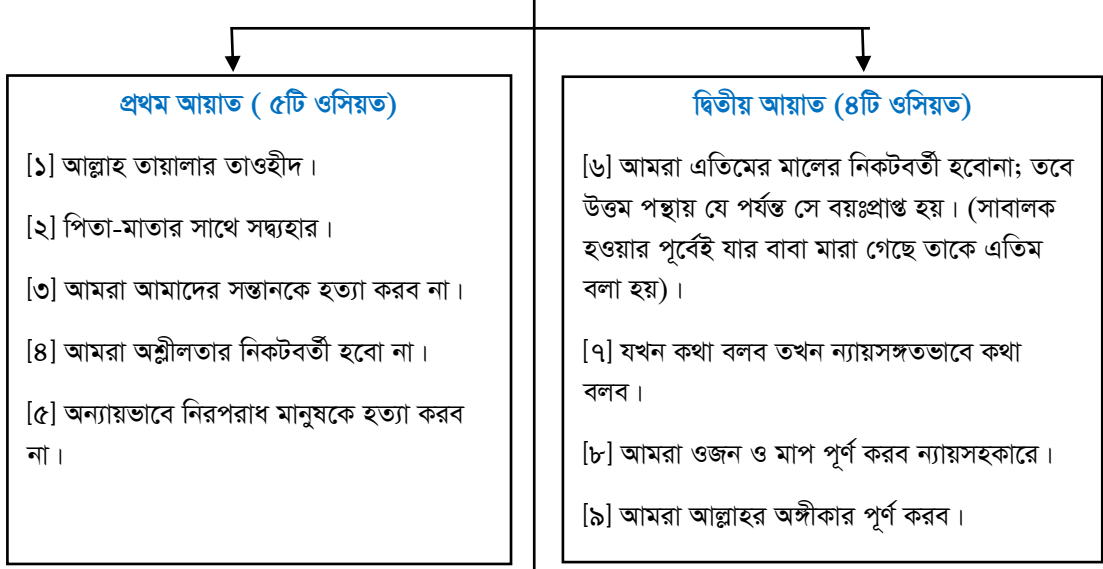 প্রথম আয়াত ( ৫টি ওসিয়ত)
[১] আল্লাহ তায়ালার তাওহীদ।
[২] পিতা-মাতার সাথে সদ্ব্যহার।
[৩] আমরা আমাদের সন্তানকে হত্যা করব না।
[৪] আমরা অশ্লীলতার নিকটবর্তী হবো না।
[৫] অন্যায়ভাবে নিরপরাধ মানুষকে হত্যা করব
না।
দ্বিতীয় আয়াত (৪টি ওসিয়ত)
[৬] আমরা এতিমের মালের নিকটবর্তী হবোনা; তবে
উত্তম পন্থায় যে পর্যন্ত সে বয়ঃপ্রাপ্ত হয়। (সাবালক
হওয়ার পূর্বেই যার বাবা মারা গেছে তাকে এতিম
বলা হয়)।
[৭] যখন কথা বলব তখন ন্যায়সঙ্গতভাবে কথা
বলব।
[৮] আমরা ওজন ও মাপ পূর্ণ করব ন্যায়সহকারে।
[৯] আমরা আল্লাহর অঙ্গীকার পূর্ণ করব।